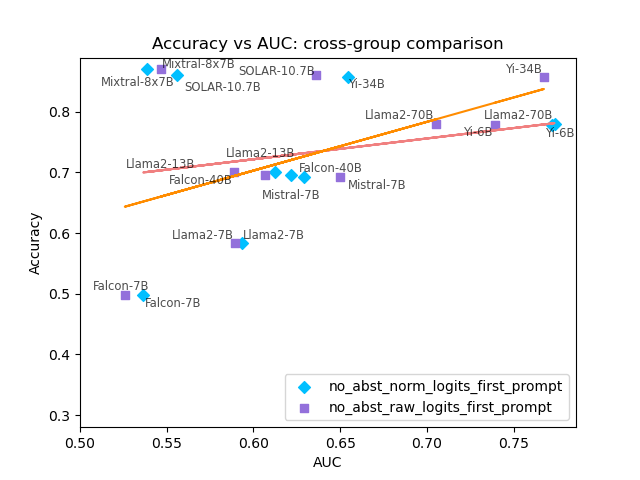 Accuracy vs AUC: cross-group comparison
Mixtral-8x7B
Mixtral-8x7B
SOLAR-10.7B
SOLAR-10.7B
Yi-34B
Yi-34B
Llama2-70B
Llama2-70B
Yi-6B
Yi-6B
Llama2-13B
Llama2-13B
Falcon-40B
Falcon-40B
Mistral-7B
Mistral-7B
Llama2-7B
Llama2-7B
Falcon-7B
Falcon-7B
0.8
0.7
0.6
0.5
0.4
0.3
Accuracy
no_abst_norm_logits_first_prompt
no_abst_raw_logits_first_prompt
0.50
0.55
0.60
0.65
0.70
0.75
AUC